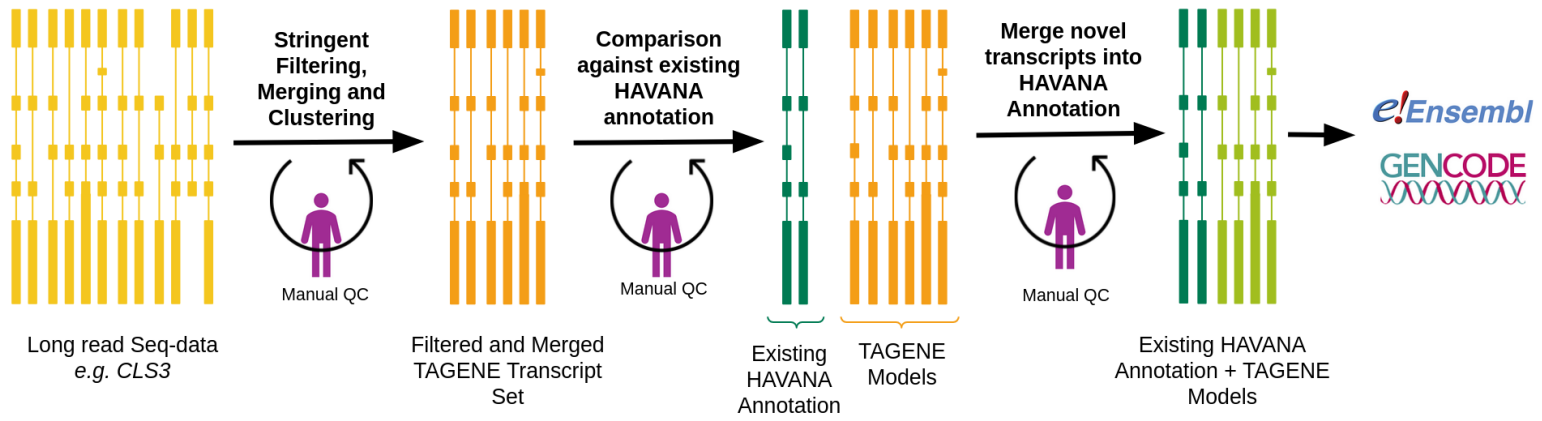 Stringent
Filtering,
Merging and
Clustering
Manual QC
Long read Seq-data
e.g. CLS3
Comparison
against existing
HAVANA
annotation
Manual QC
Filtered and Merged
TAGENE Transcript
Set
Existing
HAVANA
Annotation
TAGENE
Models
Merge novel
transcripts into
HAVANA
Annotation
Manual QC
Existing HAVANA
Annotation + TAGENE
Models
e!Ensembl
GENCODE